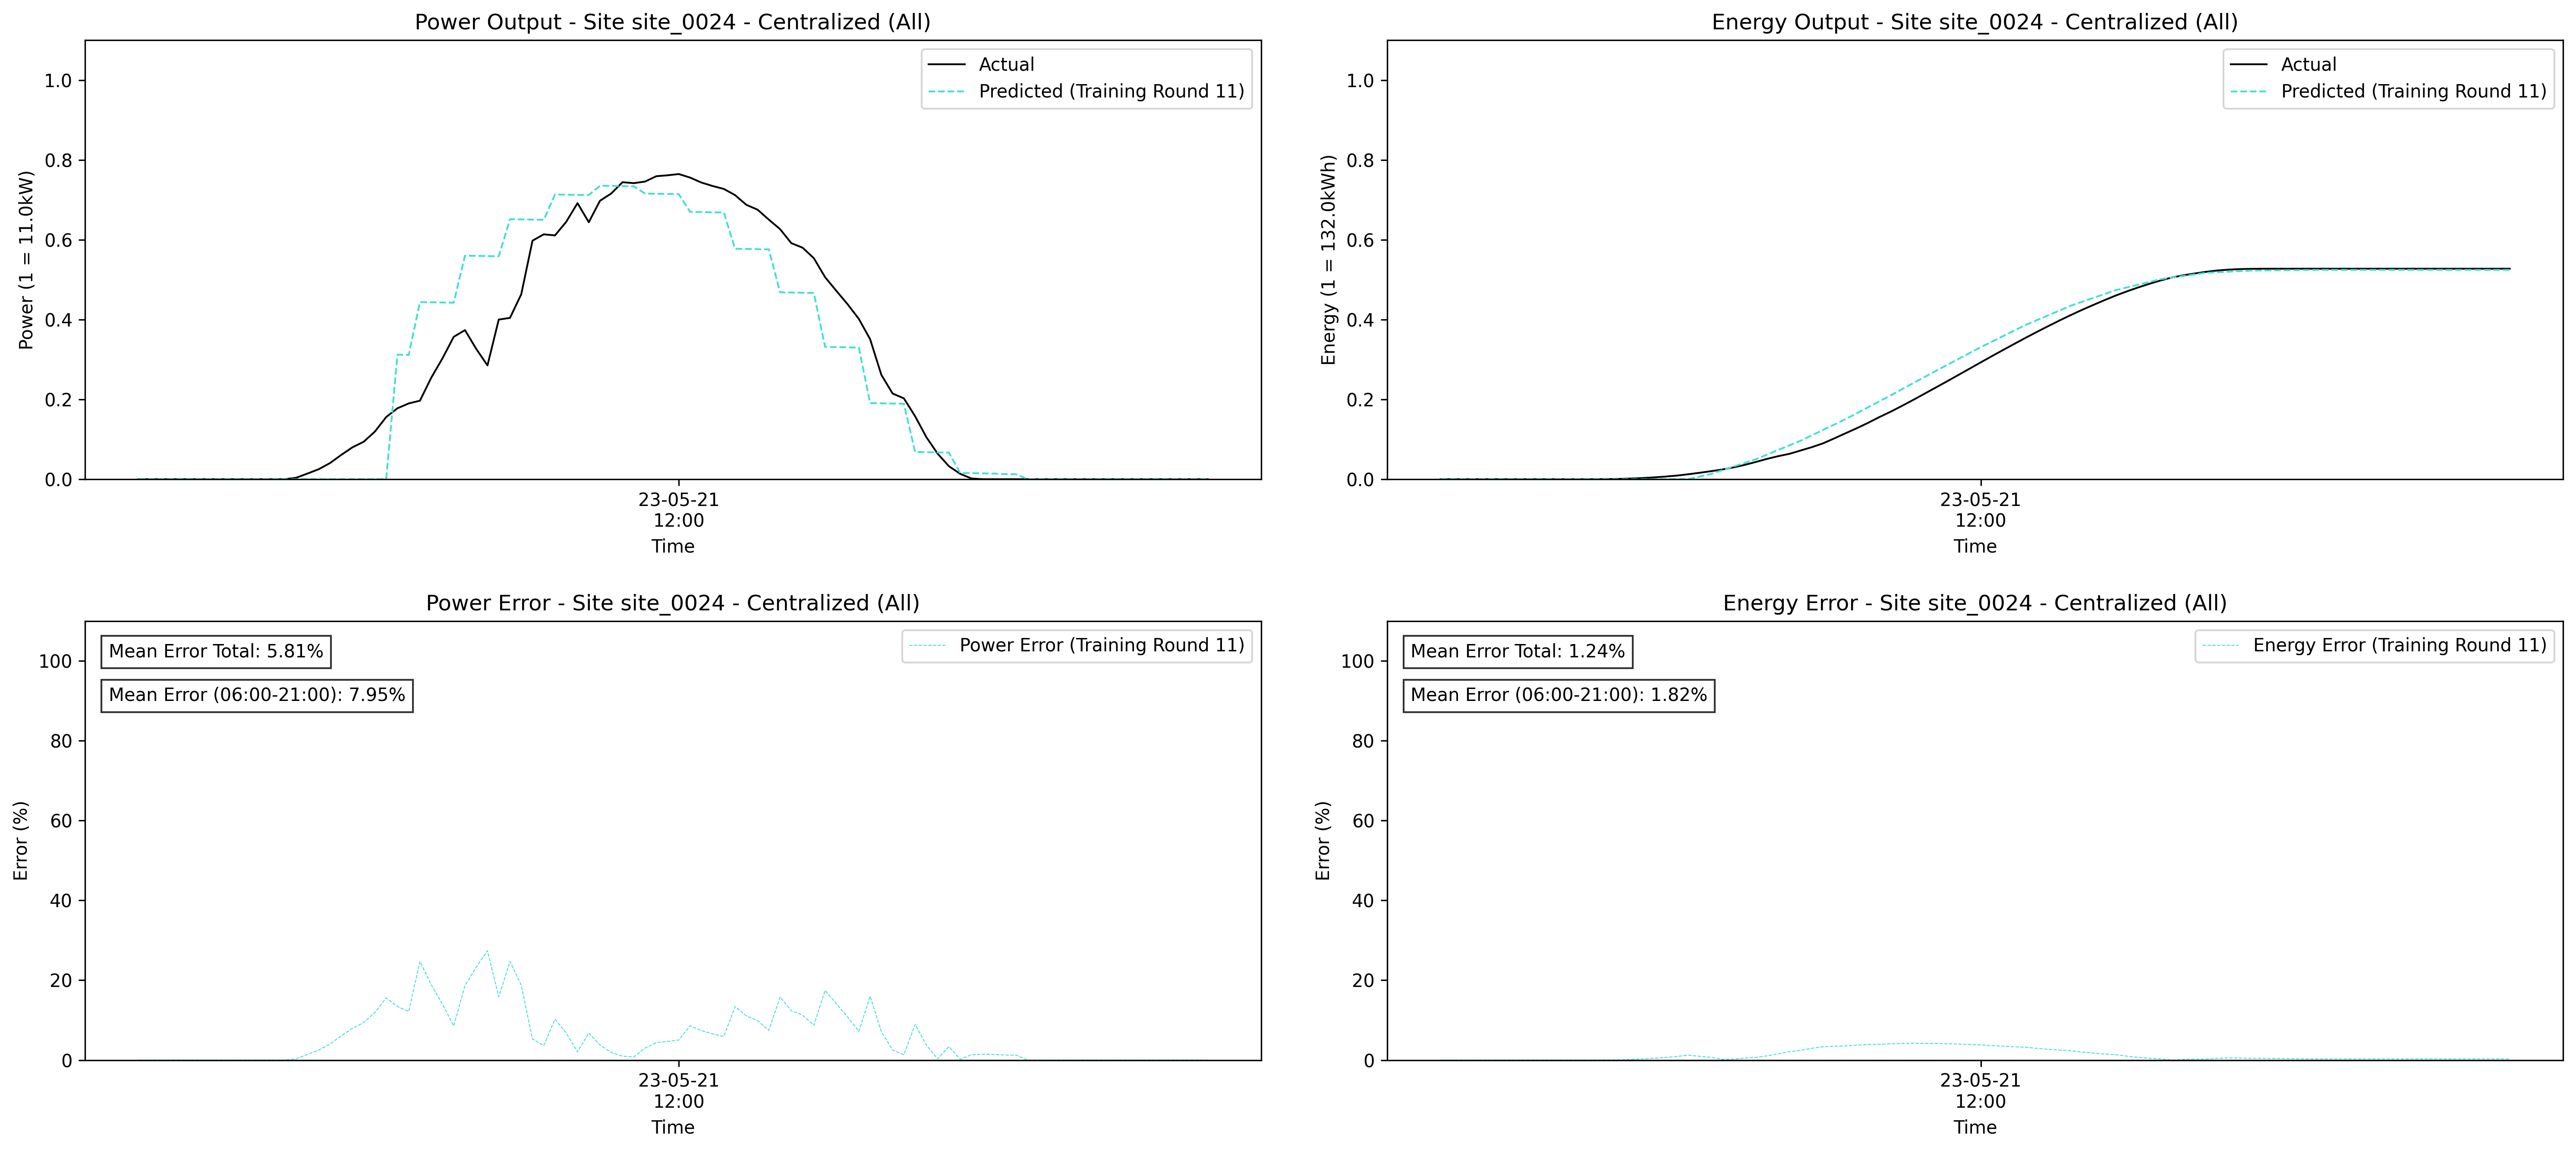 Power Output - Site site_0024 - Centralized (All)
Actual
Predicted (Training Round 11)
Power (1 = 11.0kW)
1.0
0.8
0.6
0.4
0.2
0.0
23-05-21
12:00
Time
Energy Output - Site site_0024 - Centralized (All)
Actual
Predicted (Training Round 11)
Energy (1 = 132.0kWh)
1.0
0.8
0.6
0.4
0.2
0.0
23-05-21
12:00
Time
Power Error - Site site_0024 - Centralized (All)
Mean Error Total: 5.81%
Mean Error (06:00-21:00): 7.95%
Power Error (Training Round 11)
Error (%)
100
80
60
40
20
0
23-05-21
12:00
Time
Energy Error - Site site_0024 - Centralized (All)
Mean Error Total: 1.24%
Mean Error (06:00-21:00): 1.82%
Energy Error (Training Round 11)
Error (%)
100
80
60
40
20
0
23-05-21
12:00
Time